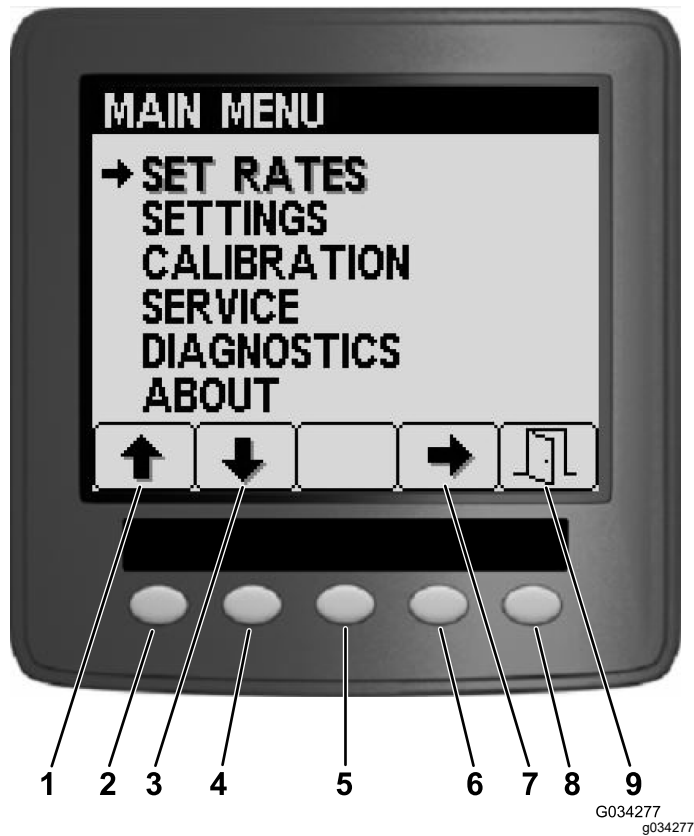 MAIN MENU
SET RATES
SETTINGS
CALIBRATION
SERVICE
DIAGNOSTICS
ABOUT
1 2 3 4 5 6 7 8 9
G034277
g034277